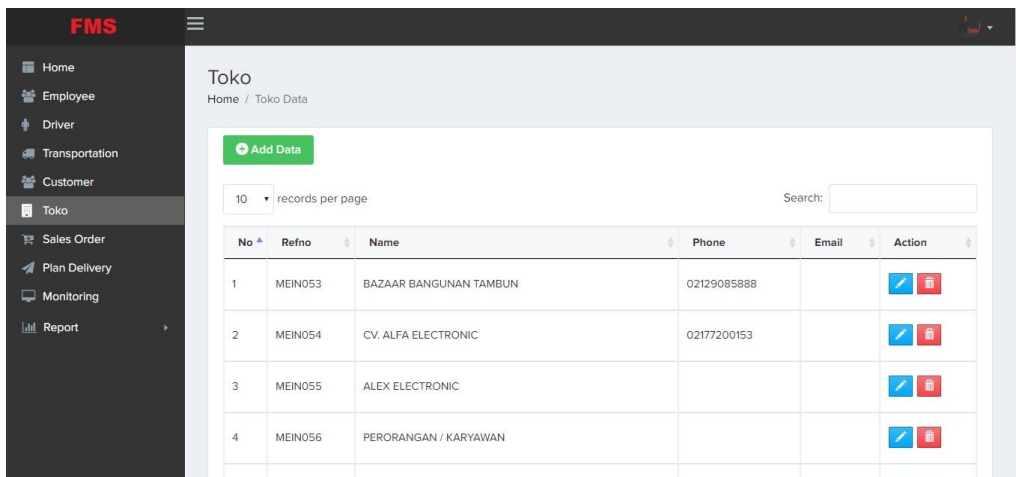 FMS
Home
Employee
Driver
Transportation
Customer
Toko
Sales Order
Plan Delivery
Monitoring
Report
Toko
Home / Toko Data
Add Data
10 records per page
Search:
No Refno Name Phone Email Action
1 MEIN053 BAZAAR BANGUNAN TAMBUN 02129085888
2 MEIN054 CV. ALFA ELECTRONIC 02177200153
3 MEIN055 ALEX ELECTRONIC
4 MEIN056 PERORANGAN / KARYAWAN